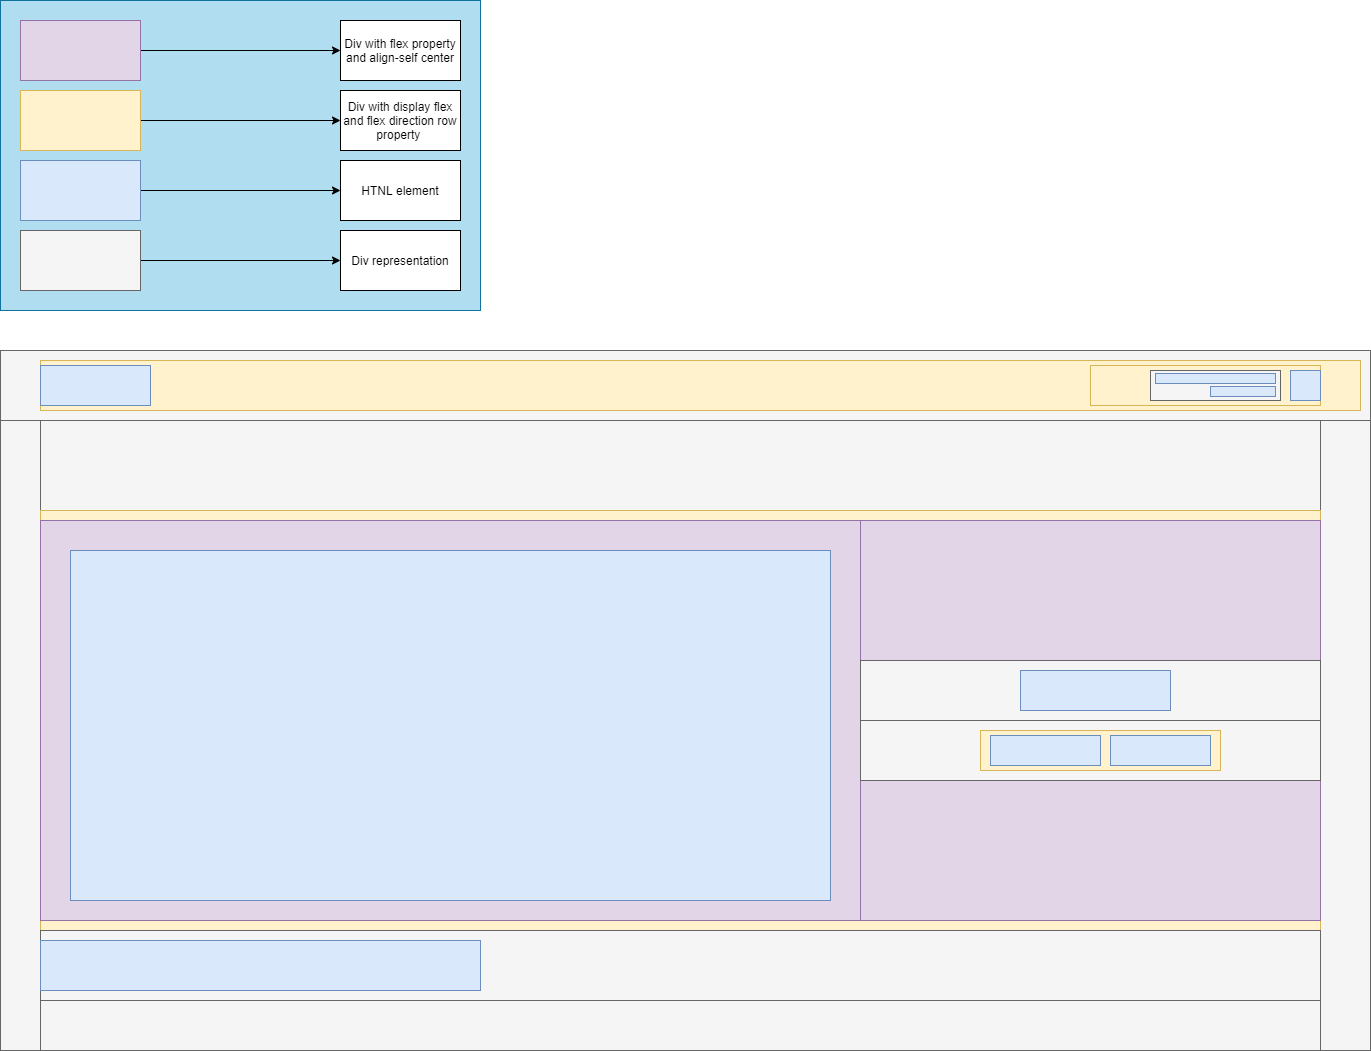 Div with flex property
and align-self center
Div with display flex
and flex direction row
property
HTNL element
Div representation